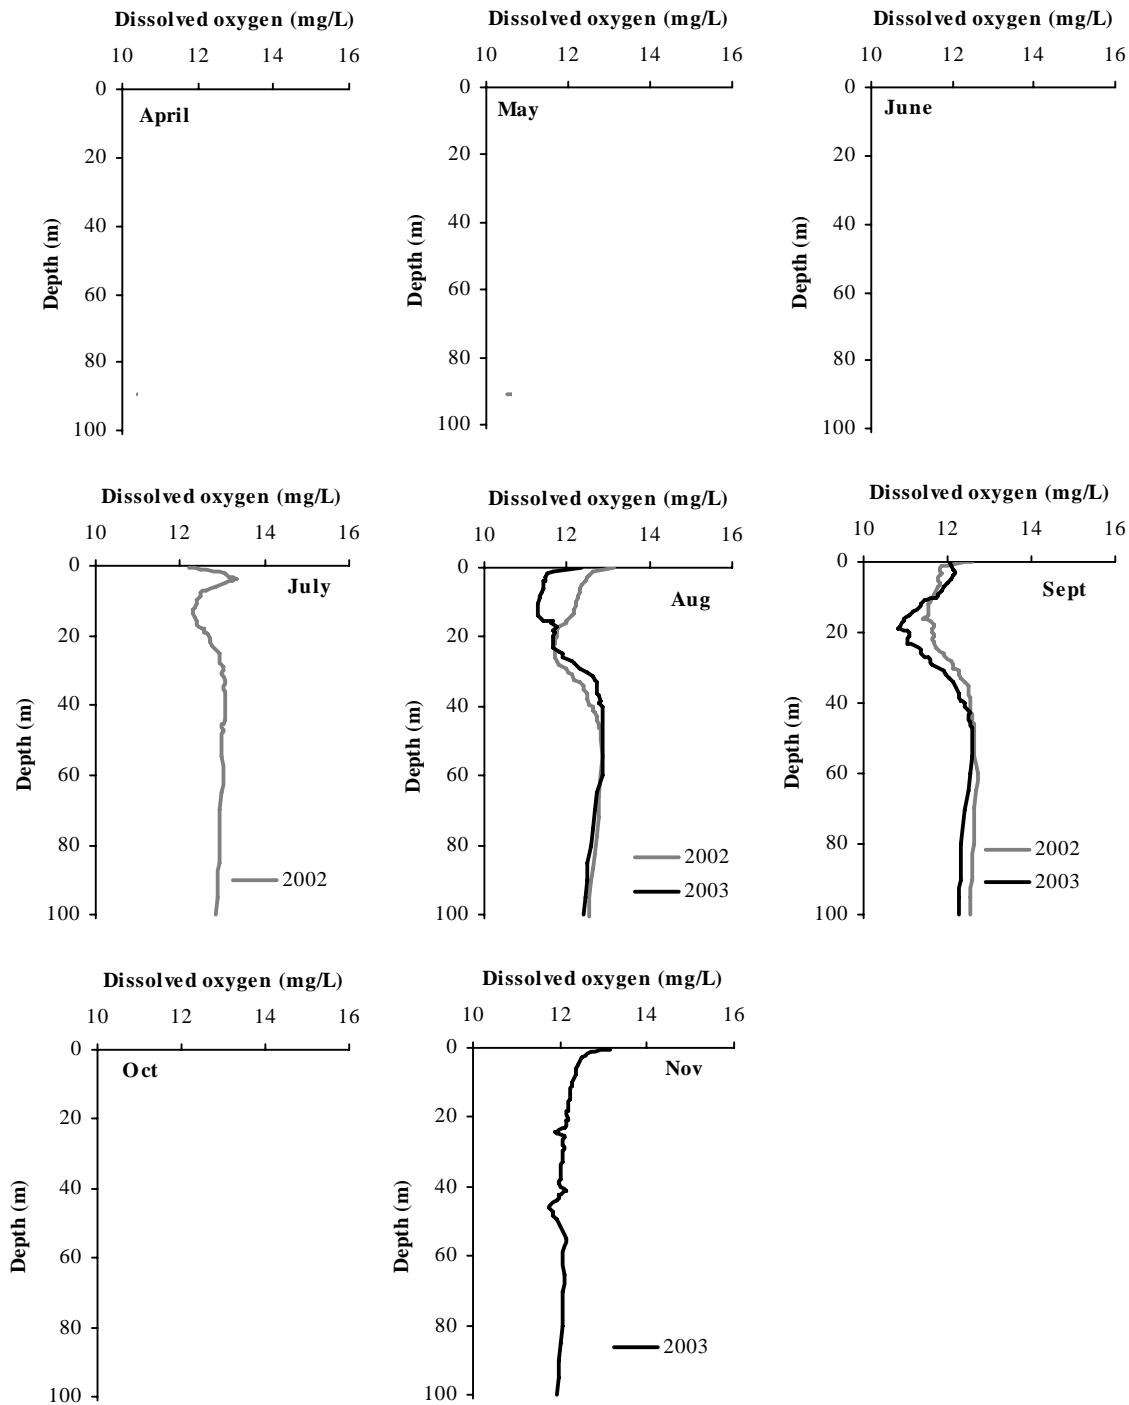 Dissolved oxygen (mg/L) Dissolved oxygen (mg/L) Dissolved oxygen (mg/L)
10 12 14 16 10 12 14 16 10 12 14 16
0 April 0 May 0 June
20 20 20
40 40 40
Depth (m) Depth (m) Depth (m)
60 60 60
80 80 80
100 100 100
Dissolved oxygen (mg/L) Dissolved oxygen (mg/L) Dissolved oxygen (mg/L)
10 12 14 16 10 12 14 16 10 12 14 16
0 July 0 Aug 0 Sept
20 20 20
40 40 40
Depth (m) Depth (m) Depth (m)
60 60 60
80 80 80
2002 2002 2002
2003 2003
100 100 100
Dissolved oxygen (mg/L) Dissolved oxygen (mg/L)
10 12 14 16 10 12 14 16
0 Oct 0 Nov
20 20
40 40
Depth (m) Depth (m)
60 60
80 80
2003
100 100